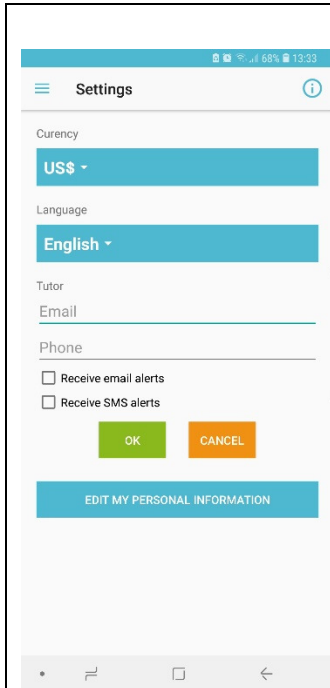 68% 13:33
Settings
Curency
US$
Language
English
Tutor
Email
Phone
Receive email alerts
Receive SMS alerts
OK CANCEL
EDIT MY PERSONAL INFORMATION